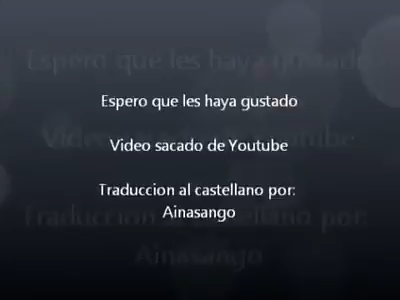 Espero que les haya gustado
Video sacado de Youtube
Traduccion al castellano por:
Ainasango